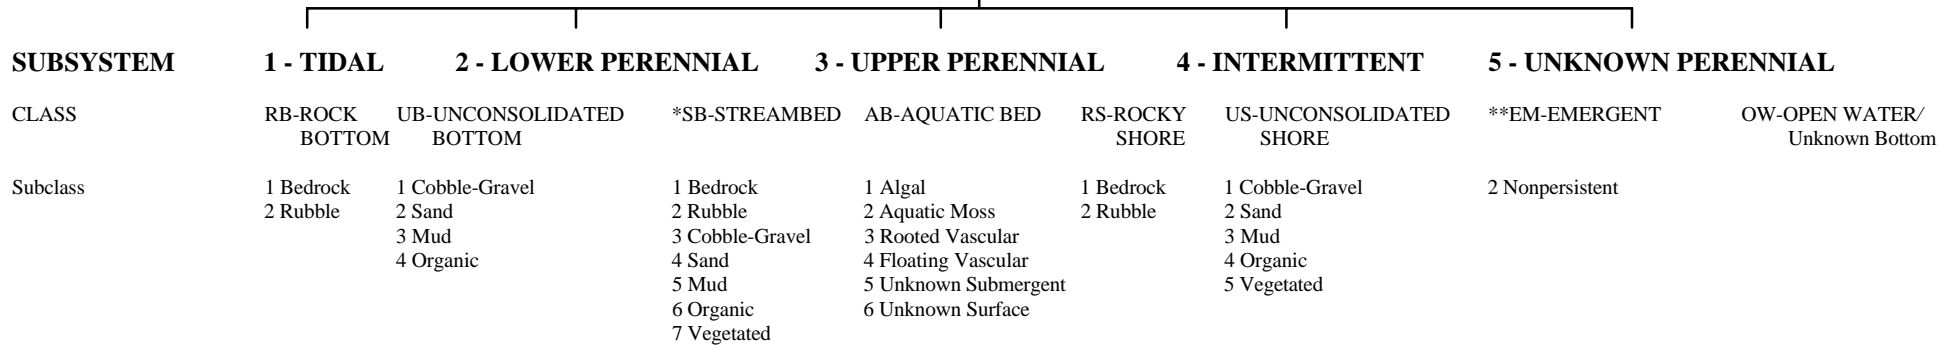 SUBSYSTEM 1 - TIDAL 2 - LOWER PERENNIAL 3 - UPPER PERENNIAL 4 - INTERMITTENT 5 - UNKNOWN PERENNIAL
CLASS RB-ROCK UB-UNCONSOLIDATED *SB-STREAMBED AB-AQUATIC BED RS-ROCKY US-UNCONSOLIDATED **EM-EMERGENT OW-OPEN WATER/
BOTTOM BOTTOM SHORE SHORE Unknown Bottom
Subclass 1 Bedrock 1 Cobble-Gravel 1 Bedrock 1 Algal 1 Bedrock 1 Cobble-Gravel 2 Nonpersistent
2 Rubble 2 Sand 2 Rubble 2 Aquatic Moss 2 Rubble 2 Sand
3 Mud 3 Cobble-Gravel 3 Rooted Vascular 3 Mud
4 Organic 4 Sand 4 Floating Vascular 4 Organic
5 Mud 5 Unknown Submergent 5 Vegetated
6 Organic 6 Unknown Surface
7 Vegetated